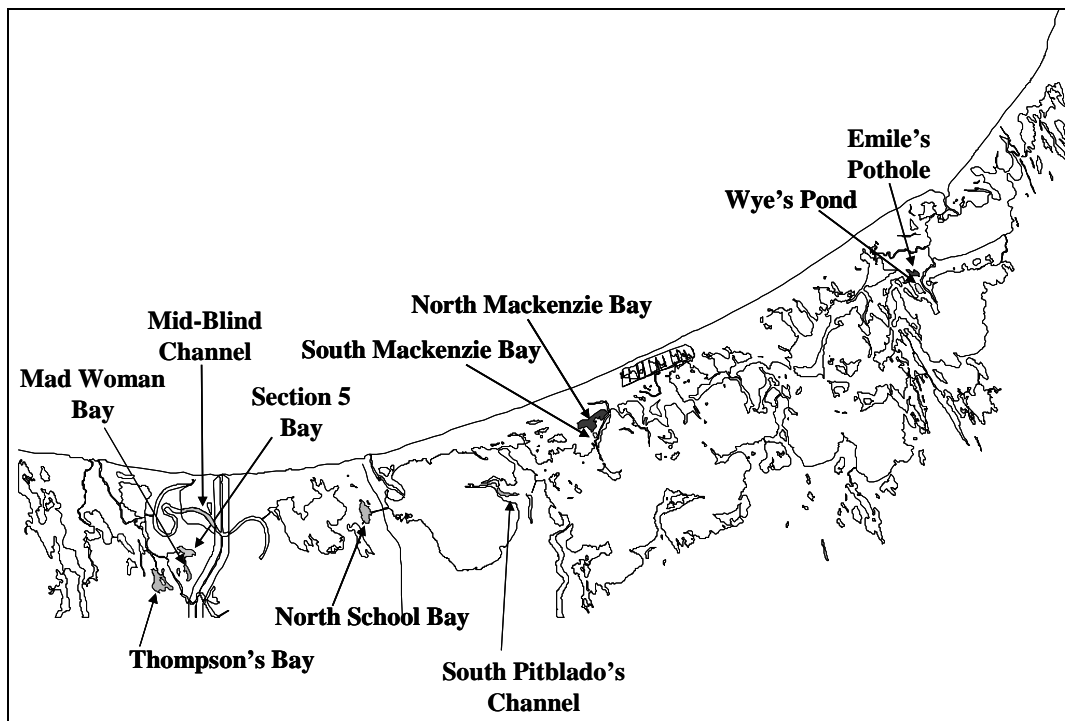 Emile's
Pothole
Wye's Pond
North Mackenzie Bay
South Mackenzie Bay
Mid-Blind
Channel
Mad Woman
Bay
Section 5
Bay
North School Bay
Thompson's Bay
South Pitblado's
Channel